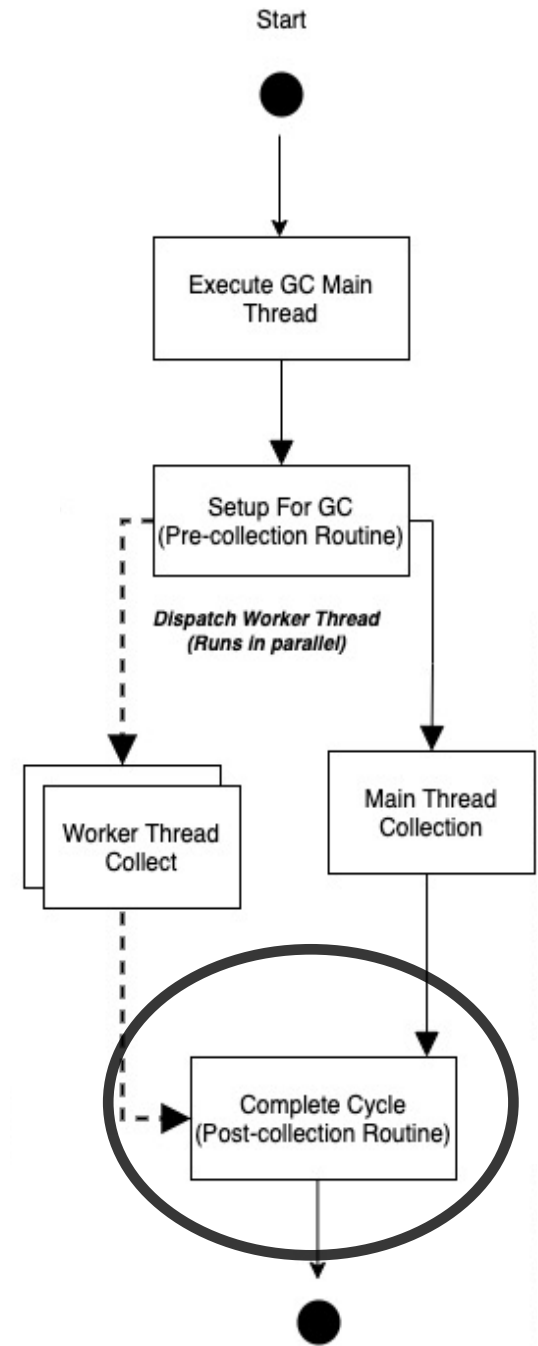 Start
Execute GC Main
Thread
Setup For GC
(Pre-collection Routine)
Dispatch Worker Thread
(Runs in parallel)
Worker Thread
Collect
Main Thread
Collection
Complete Cycle
(Post-collection Routine)